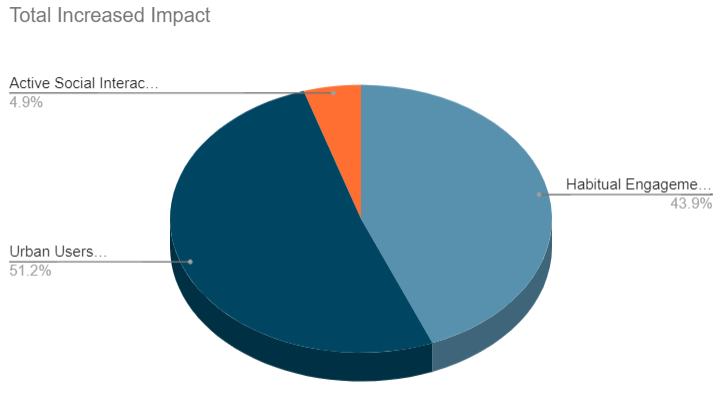 Total Increased Impact
Active Social Interac…
4.9%
Habitual Engageme…
43.9%
Urban Users…
51.2%